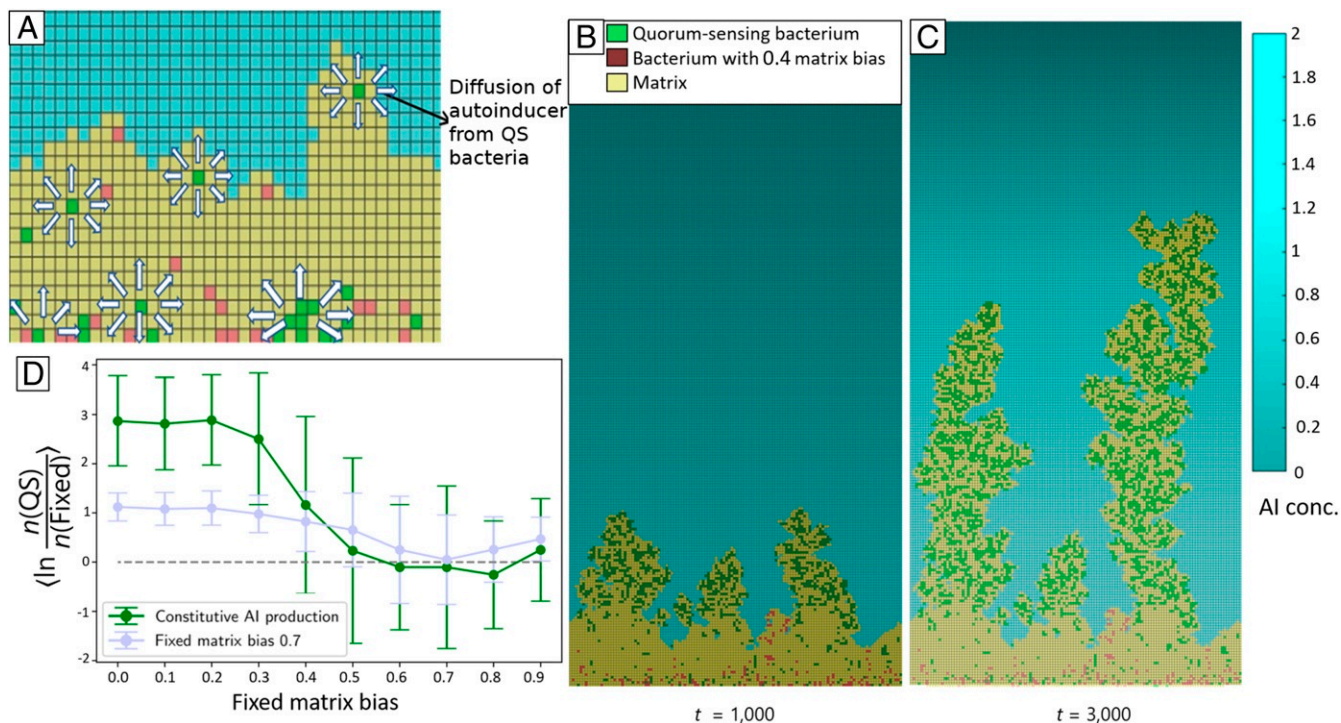 A
Diffusion of
autoinducer
from QS
bacteria
B
Quorum-sensing bacterium
Bacterium with 0.4 matrix bias
Matrix
C
2
1.8
1.6
1.4
1.2
1
0.8
0.6
0.4
0.2
0
AI conc.
D
⟨ln n(QS)/n(Fixed)⟩
4
3
2
1
0
-1
-2
Constitutive AI production
Fixed matrix bias 0.7
0.0 0.1 0.2 0.3 0.4 0.5 0.6 0.7 0.8 0.9
Fixed matrix bias
t = 1,000
t = 3,000